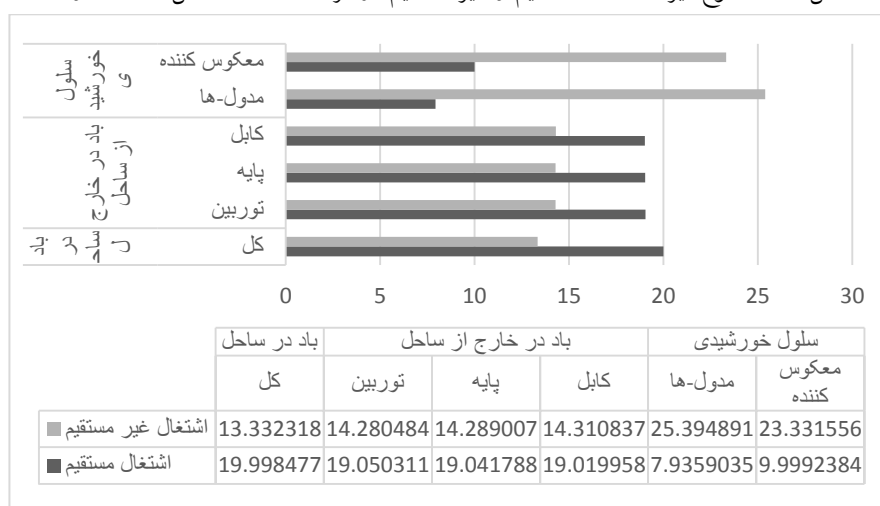 سلول خورشیدی
معکوس کننده
مدول-ها
باد در خارج از ساحل
کابل
پایه
توربین
باد در ساحل
کل
0 5 10 15 20 25 30
باد در ساحل باد در خارج از ساحل سلول خورشیدی
کل توربین پایه کابل مدول-ها معکوس کننده
اشتغال غیر مستقیم 13.332318 14.280484 14.289007 14.310837 25.394891 23.331556
اشتغال مستقیم 19.998477 19.050311 19.041788 19.019958 7.9359035 9.9992384